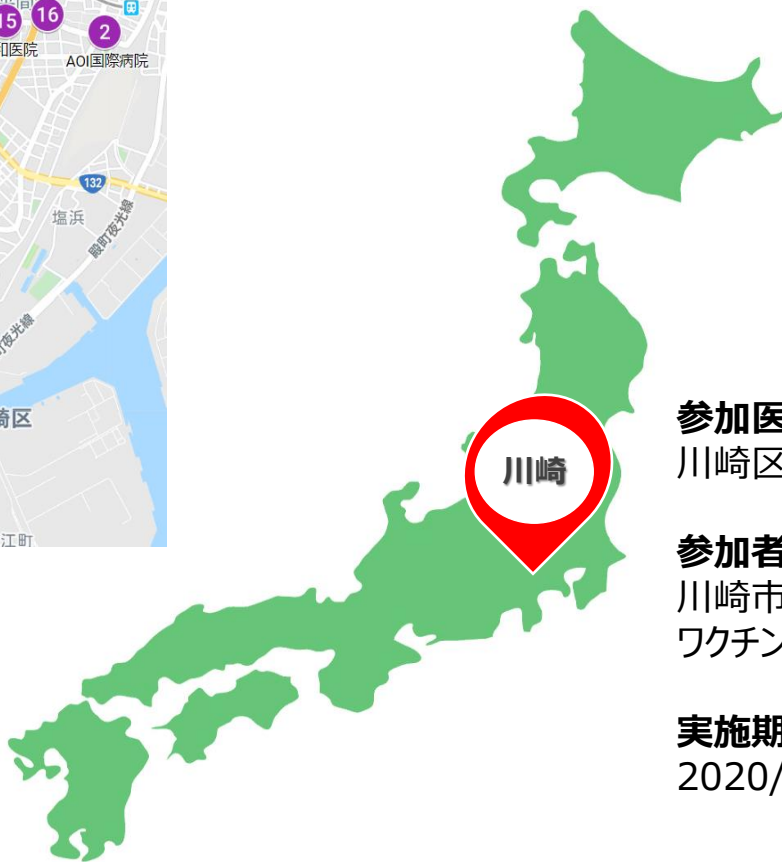 15
16
2
和医院
AOI国際病院
132
塩浜
殿町夜光線
町夜光線
崎区
江町
川崎
参加医
川崎区
参加者
川崎市
ワクチン
実施期
2020/